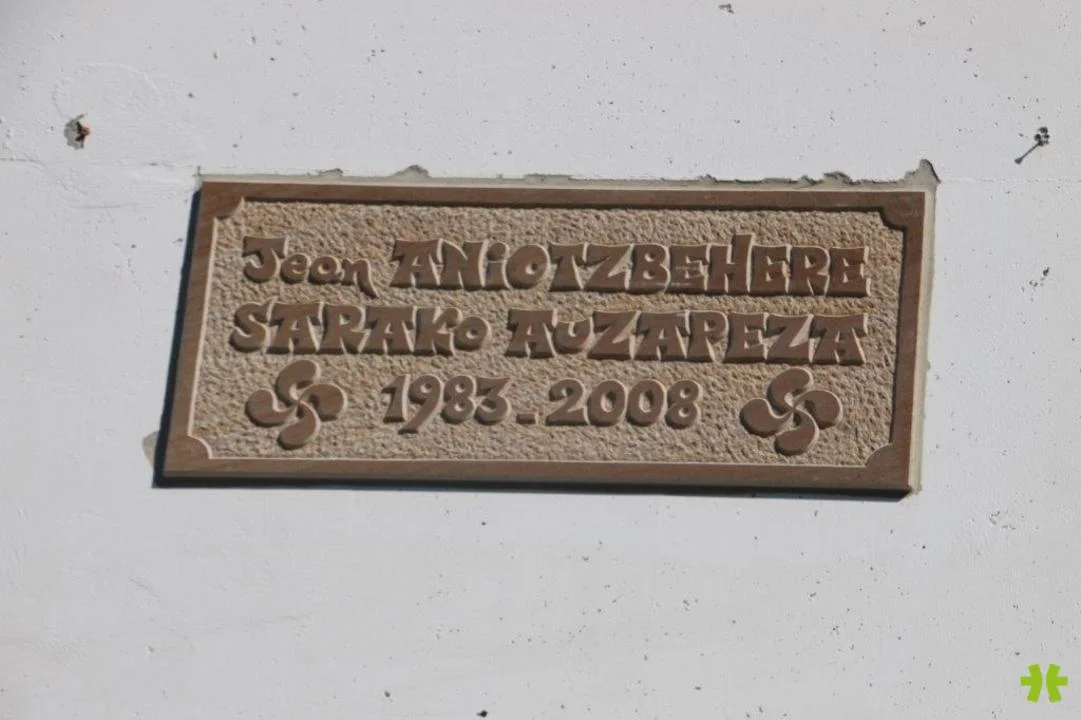 Jean ANiOTZBEHERE
SARAKo AuZAPEZA
1983-2008